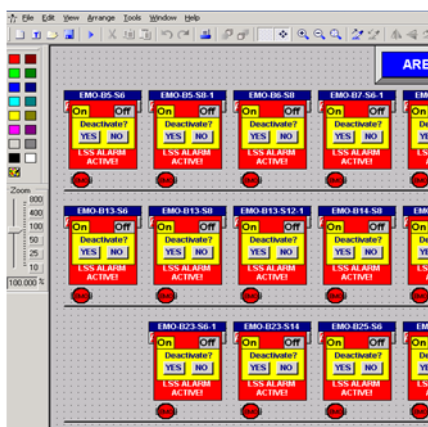 File Edit View Arrange Tools Window Help
ARE
EMO-B5-S6 EMO-B5-S8-1 EMO-B6-S8 EMO-B7-S6-1
On Off On Off On Off On Off On
Deactivate? Deactivate? Deactivate? Deactivate?
YES NO YES NO YES NO YES NO
LSS ALARM LSS ALARM LSS ALARM LSS ALARM
ACTIVE! ACTIVE! ACTIVE! ACTIVE!
Zoom
800
400
100
50
25
10
100.000 %
EMO-B13-S6 EMO-B13-S8 EMO-B13-S12-1 EMO-B14-S8
On Off On Off On Off On Off On
Deactivate? Deactivate? Deactivate? Deactivate?
YES NO YES NO YES NO YES NO
LSS ALARM LSS ALARM LSS ALARM LSS ALARM
ACTIVE! ACTIVE! ACTIVE! ACTIVE!
EMO-B23-S6-1 EMO-B23-S14 EMO-B25-S6
On Off On Off On Off On
Deactivate? Deactivate? Deactivate?
YES NO YES NO YES NO
LSS ALARM LSS ALARM LSS ALARM
ACTIVE! ACTIVE! ACTIVE!